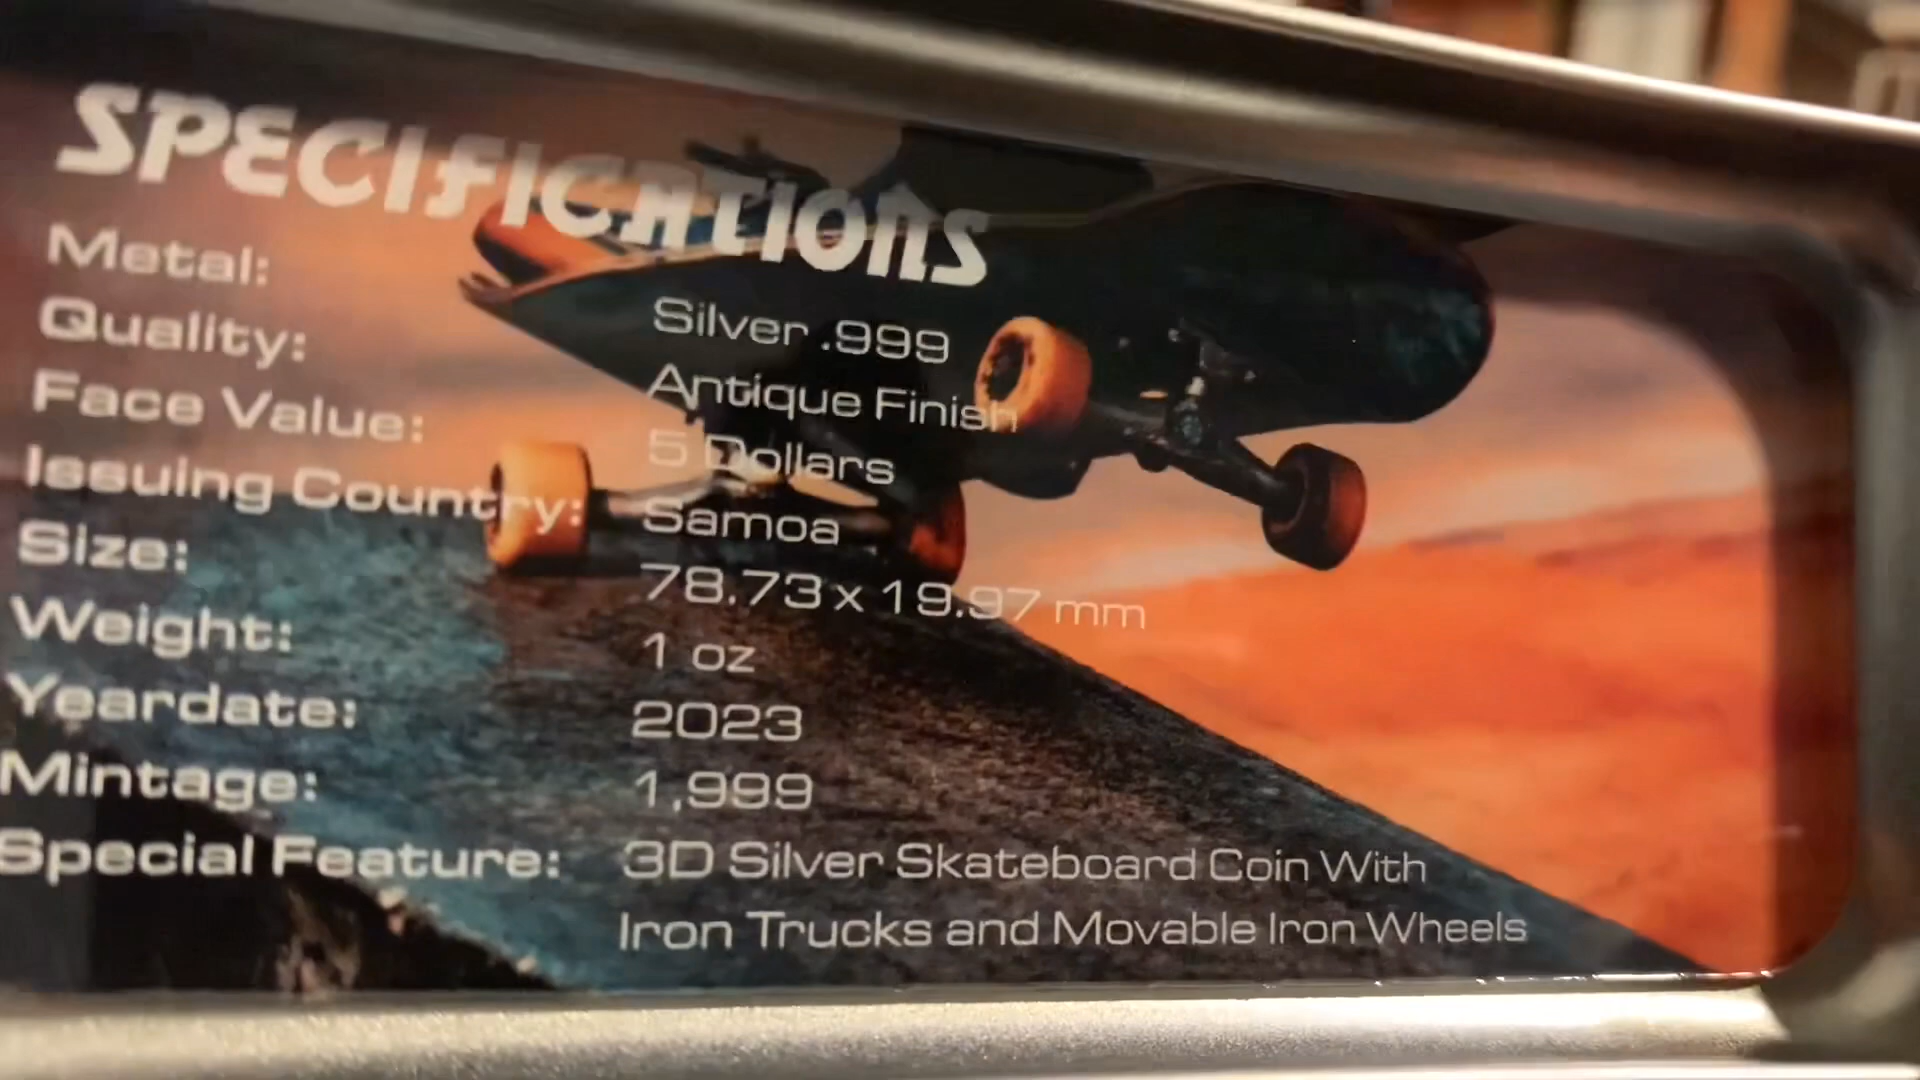 SPECIFICATIONS
Metal: Silver .999
Quality: Antique Finish
Face Value: 5 Dollars
Issuing Country: Samoa
Size: 78.73 x 19.97 mm
Weight: 1 oz
Yeardate: 2023
Mintage: 1,999
Special Feature: 3D Silver Skateboard Coin With
Iron Trucks and Movable Iron Wheels